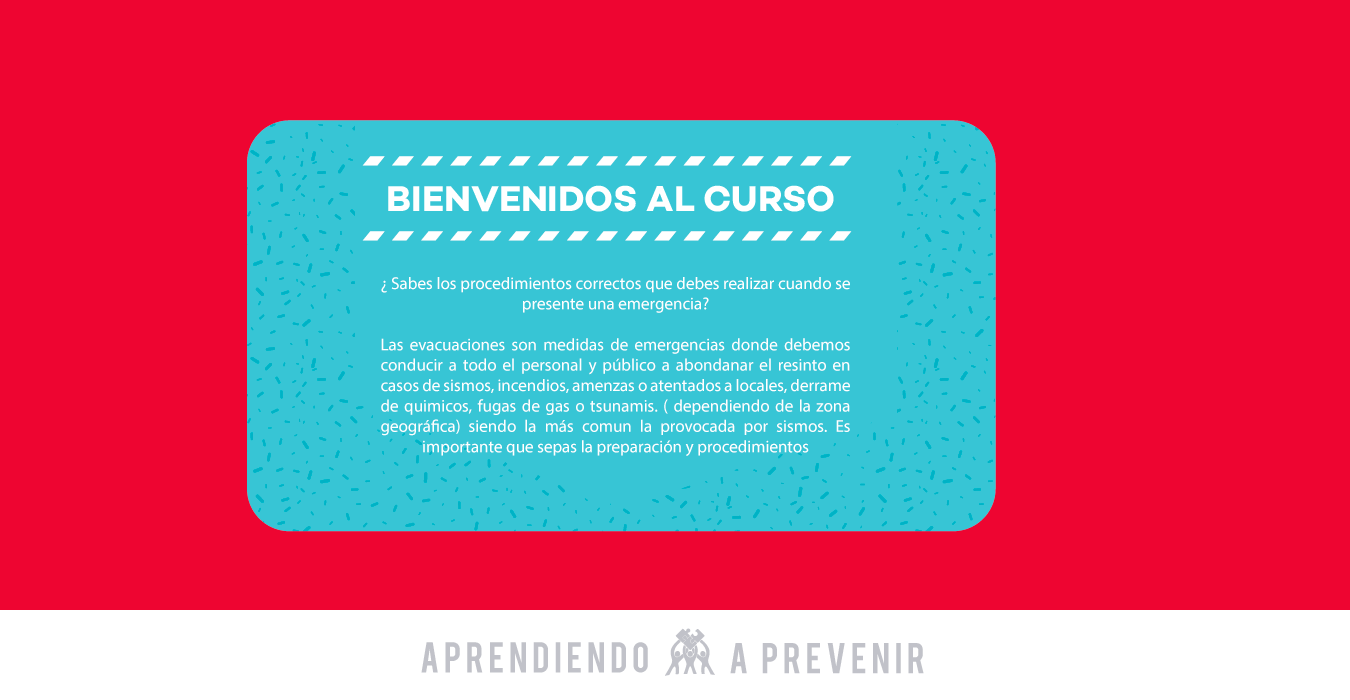 BIENVENIDOS AL CURSO
¿ Sabes los procedimientos correctos que debes realizar cuando se
presente una emergencia?
Las evacuaciones son medidas de emergencias donde debemos
conducir a todo el personal y público a abondanar el resinto en
casos de sismos, incendios, amenzas o atentados a locales, derrame
de quimicos, fugas de gas o tsunamis. ( dependiendo de la zona
geográfica) siendo la más comun la provocada por sismos. Es
importante que sepas la preparación y procedimientos
APRENDIENDO A PREVENIR